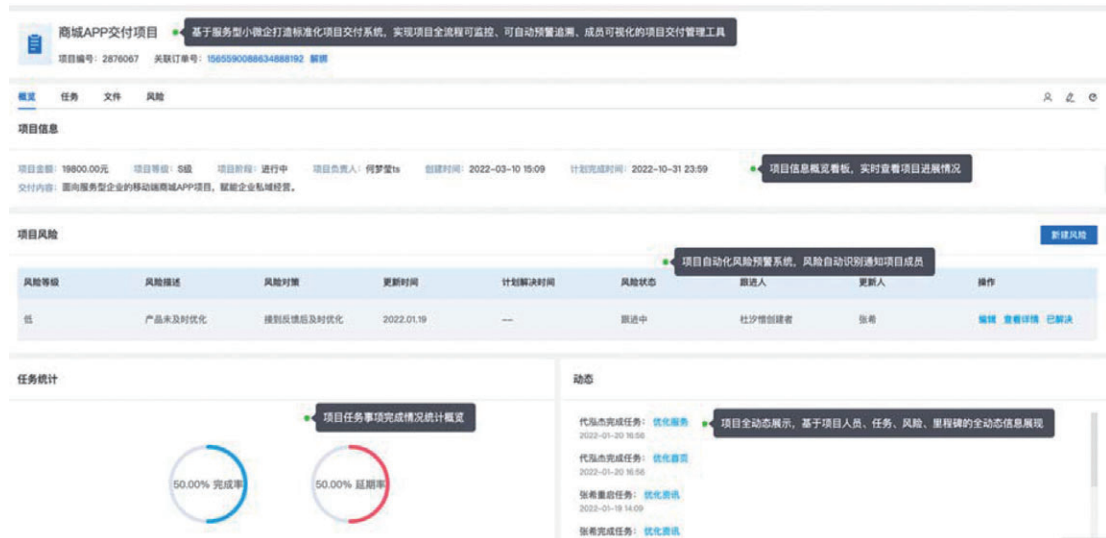 商城APP交付项目 基于服务型小微企打造标准化项目交付系统，实现项目全流程可监控、可自动预警追溯、成员可视化的项目交付管理工具
项目编号：2876067 关联订单号：1565590088634888192 解绑
概览 任务 文件 风险
项目信息
项目金额：19800.00元 项目等级：S级 项目阶段：进行中 项目负责人：何梦莹ts 创建时间：2022-03-10 15:09 计划完成时间：2022-10-31 23:59 项目信息概览看板，实时查看项目进展情况
交付内容：面向服务型企业的移动端商城APP项目，赋能企业私域经营。
项目风险 新建风险
项目自动化风险预警系统，风险自动识别通知项目成员
风险等级 风险描述 风险对策 更新时间 计划解决时间 风险状态 跟进人 更新人 操作
低 产品未及时优化 接到反馈后及时优化 2022.01.19 -- 跟进中 杜汐惜创建者 张希 编辑 查看详情 已解决
任务统计 动态
项目任务事项完成情况统计概览
代泓杰完成任务：优化服务 项目全动态展示，基于项目人员、任务、风险、里程碑的全动态信息展现
2022-01-20 16:56
代泓杰完成任务：优化首页
2022-01-20 16:56
50.00% 完成率 50.00% 延期率
张希重启任务：优化资讯
2022-01-19 14:09
张希完成任务：优化资讯